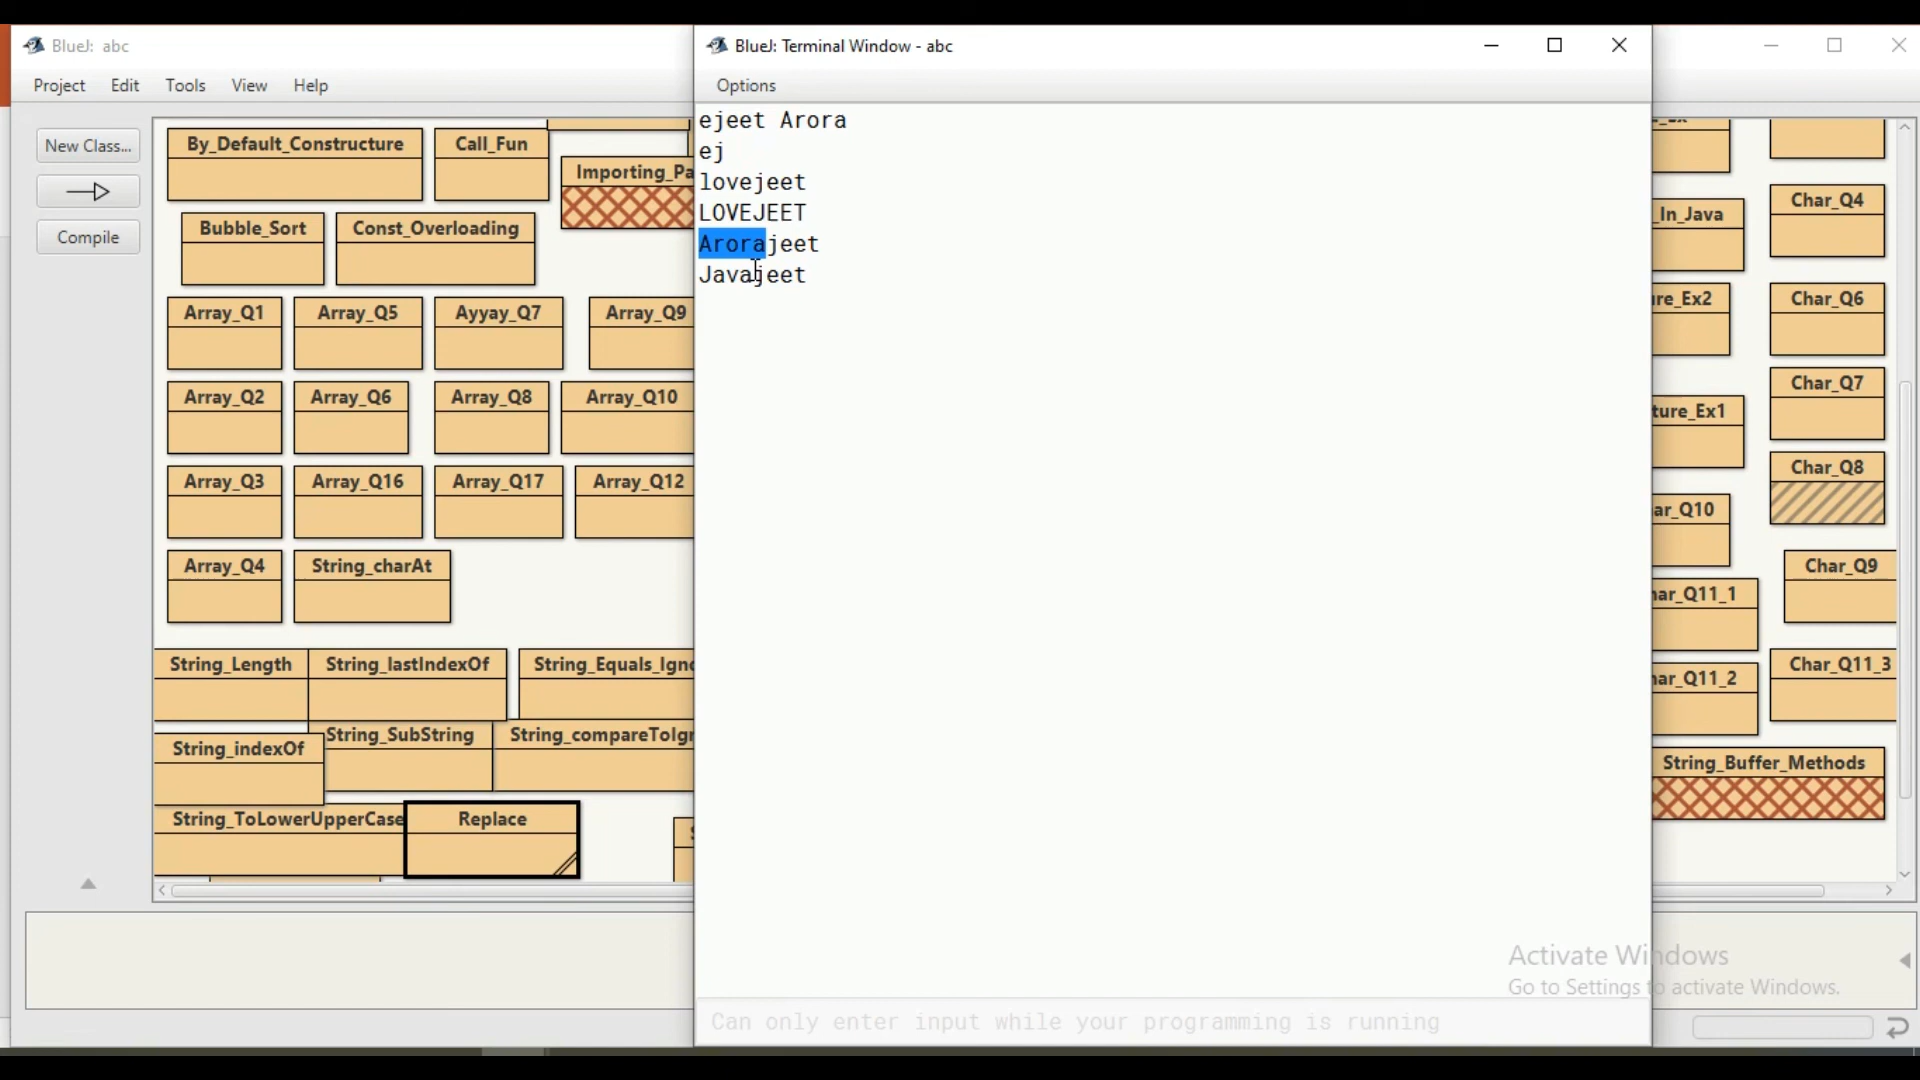 BlueJ: abc
Project Edit Tools View Help
New Class...
Compile
By_Default_Constructure
Call_Fun
Bubble_Sort
Const_Overloading
Array_Q1
Array_Q5
Ayyay_Q7
Array_Q9
Array_Q2
Array_Q6
Array_Q8
Array_Q10
Array_Q3
Array_Q16
Array_Q17
Array_Q12
Array_Q4
String_charAt
String_Length
String_lastIndexOf
String_Equals_Igno
String_indexOf
String_SubString
String_compareToIgn
String_ToLowerUpperCase
Replace
Importing_Pa
BlueJ: Terminal Window - abc
Options
ejeet Arora
ej
lovejeet
LOVEJEET
Arorajeet
Javajeet
Can only enter input while your programming is running
_In_Java
ure_Ex2
ture_Ex1
ar_Q10
ar_Q11_1
ar_Q11_2
Char_Q4
Char_Q6
Char_Q7
Char_Q8
Char_Q9
Char_Q11_3
String_Buffer_Methods
Activate Windows
Go to Settings to activate Windows.